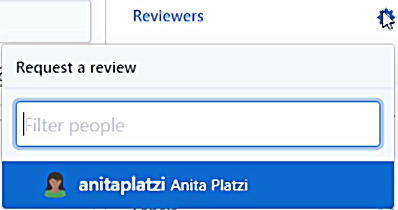 Reviewers
Request a review
Filter people
anitaplatzi Anita Platzi